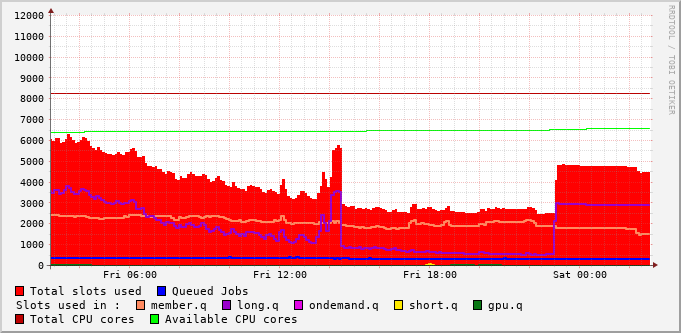 12000
11000
10000
9000
8000
7000
6000
5000
4000
3000
2000
1000
0
Fri 06:00 Fri 12:00 Fri 18:00 Sat 00:00
Total slots used Queued Jobs
Slots used in : member.q long.q ondemand.q short.q gpu.q
Total CPU cores Available CPU cores
RRDTOOL / TOBI OETIKER